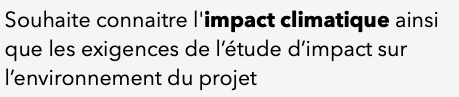 Souhaite connaitre l'impact climatique ainsi
que les exigences de l’étude d’impact sur
l’environnement du projet